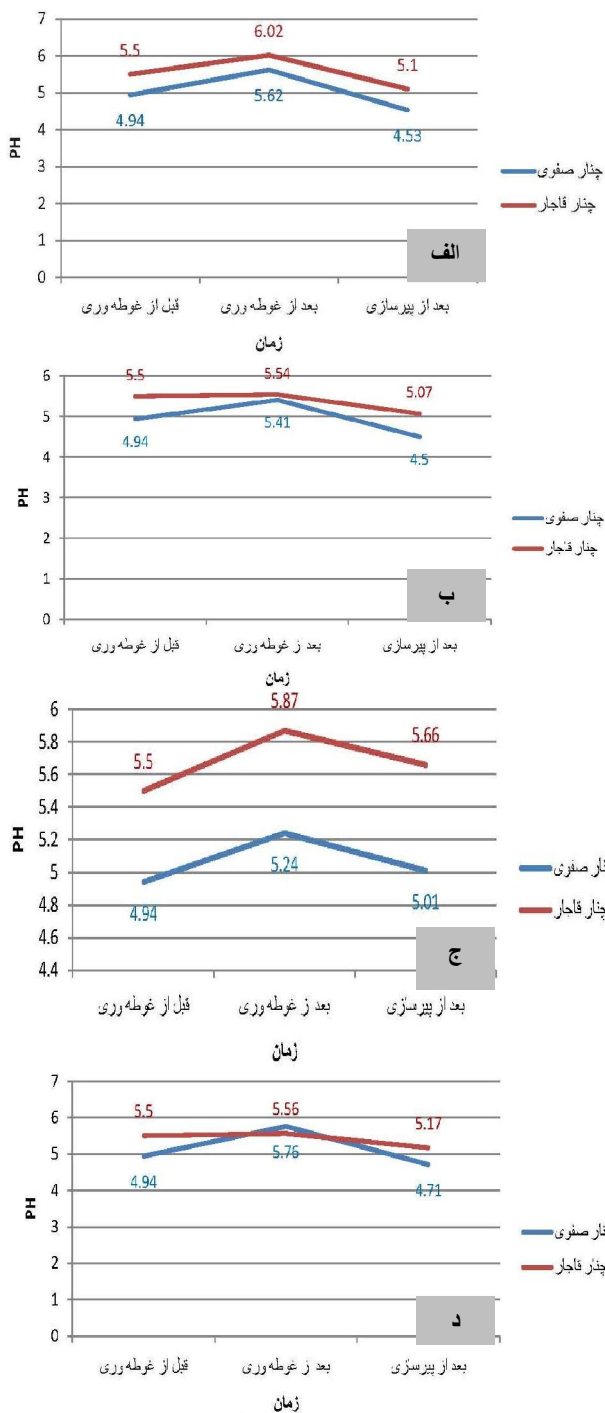 7
6
5
4
3
2
1
0
PH
5.5
6.02
5.1
4.94
5.62
4.53
چنار صفوی
چنار قاجار
الف
قبل از غوطه وری
بعد از غوطه وری
بعد از پیرسازی
زمان
6
5
4
3
2
1
0
PH
5.5
5.54
5.07
4.94
5.41
4.5
چنار صفوی
چنار قاجار
ب
قبل از غوطه وری
بعد ز غوطه وری
بعد از پیرسازی
زمان
6
5.8
5.6
5.4
5.2
5
4.8
4.6
4.4
PH
5.5
5.87
5.66
4.94
5.24
5.01
نار صفوی
چنار قاجار
ج
قبل از غوطه وری
بعد ز غوطه وری
بعد از پیرسازی
زمان
7
6
5
4
3
2
1
0
PH
5.5
5.56
5.17
4.94
5.76
4.71
نار صفوی
چنار قاجار
د
قبل از غوطه وری
بعد ز غوطه وری
بعد از پیرسازی
زمان